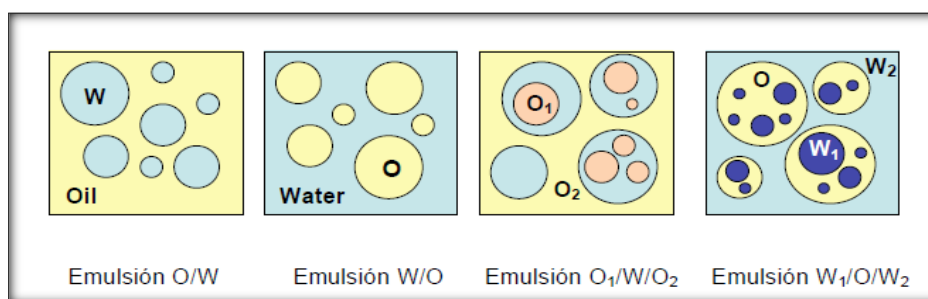 W
Oil
O
Water
O₁
O₂
O
W₂
W₁
Emulsión O/W
Emulsión W/O
Emulsión O₁/W/O₂
Emulsión W₁/O/W₂